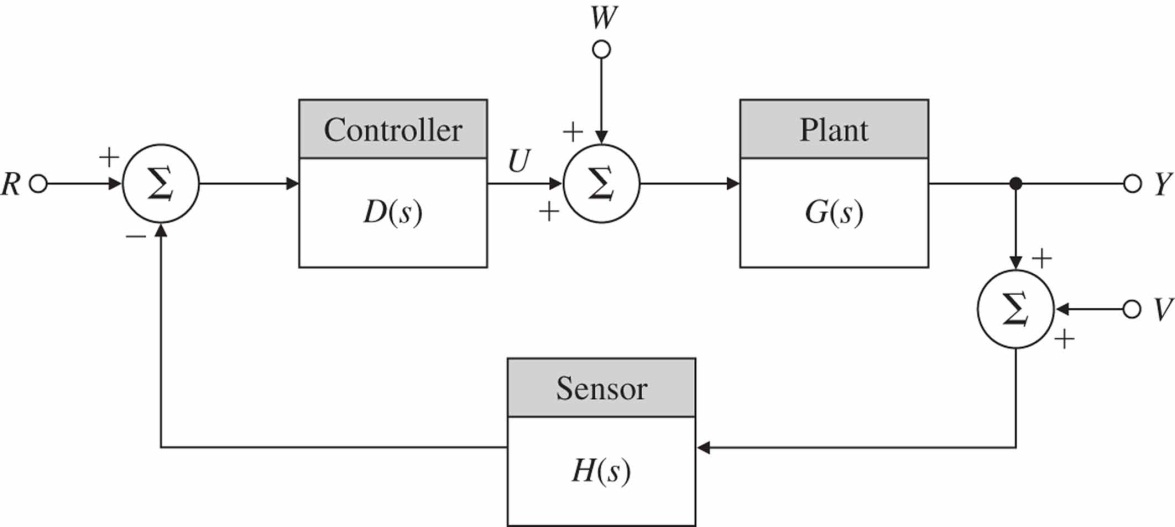 W
Controller
Plant
+
+
R
Σ
U
Σ
Y
D(s)
G(s)
−
+
+
Σ
V
+
Sensor
H(s)